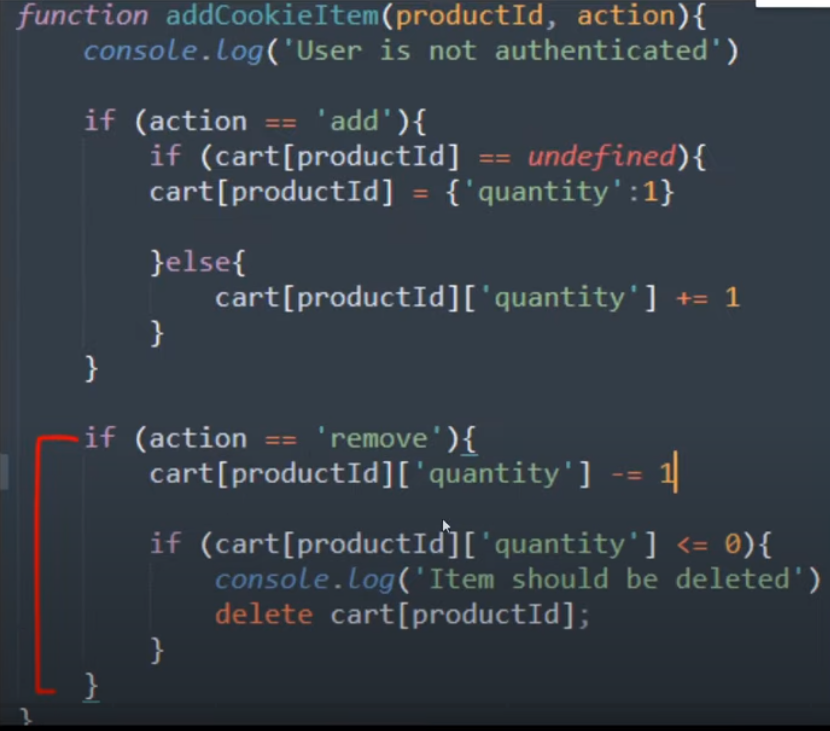 function addCookieItem(productId, action){
    console.log('User is not authenticated')
    if (action == 'add'){
        if (cart[productId] == undefined){
        cart[productId] = {'quantity':1}
        }else{
            cart[productId]['quantity'] += 1
        }
    }
    if (action == 'remove'){
        cart[productId]['quantity'] -= 1
        if (cart[productId]['quantity'] <= 0){
            console.log('Item should be deleted')
            delete cart[productId];
        }
    }
}